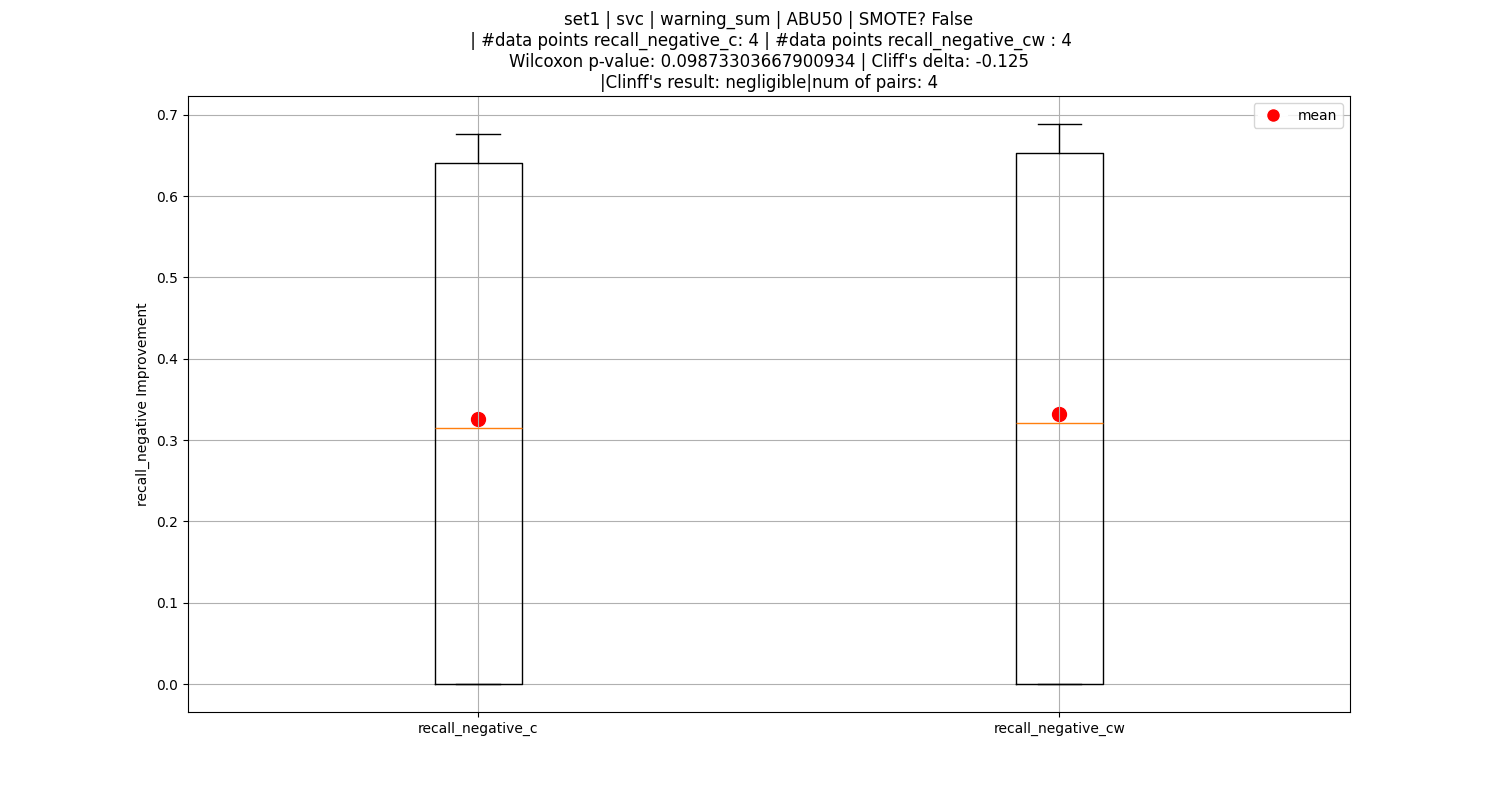 set1 | svc | warning_sum | ABU50 | SMOTE? False
| #data points recall_negative_c: 4 | #data points recall_negative_cw : 4
Wilcoxon p-value: 0.09873303667900934 | Cliff's delta: -0.125
|Clinff's result: negligible|num of pairs: 4
mean
recall_negative Improvement
0.7
0.6
0.5
0.4
0.3
0.2
0.1
0.0
recall_negative_c
recall_negative_cw